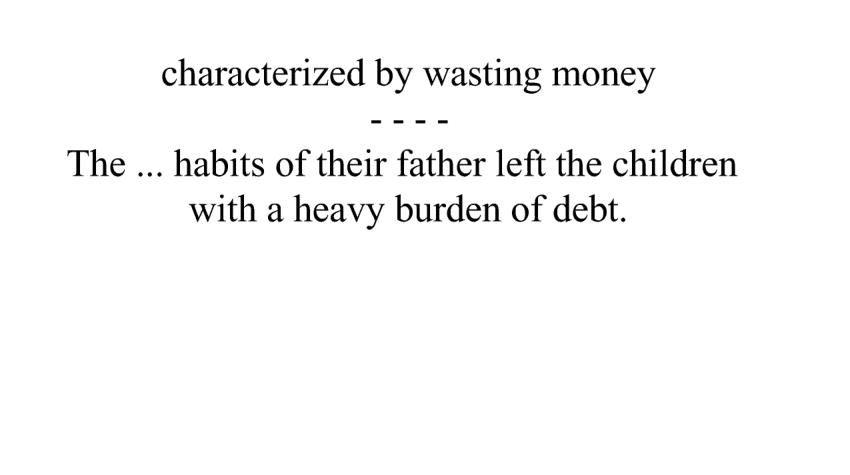 characterized by wasting money
- - - -
The ... habits of their father left the children
with a heavy burden of debt.